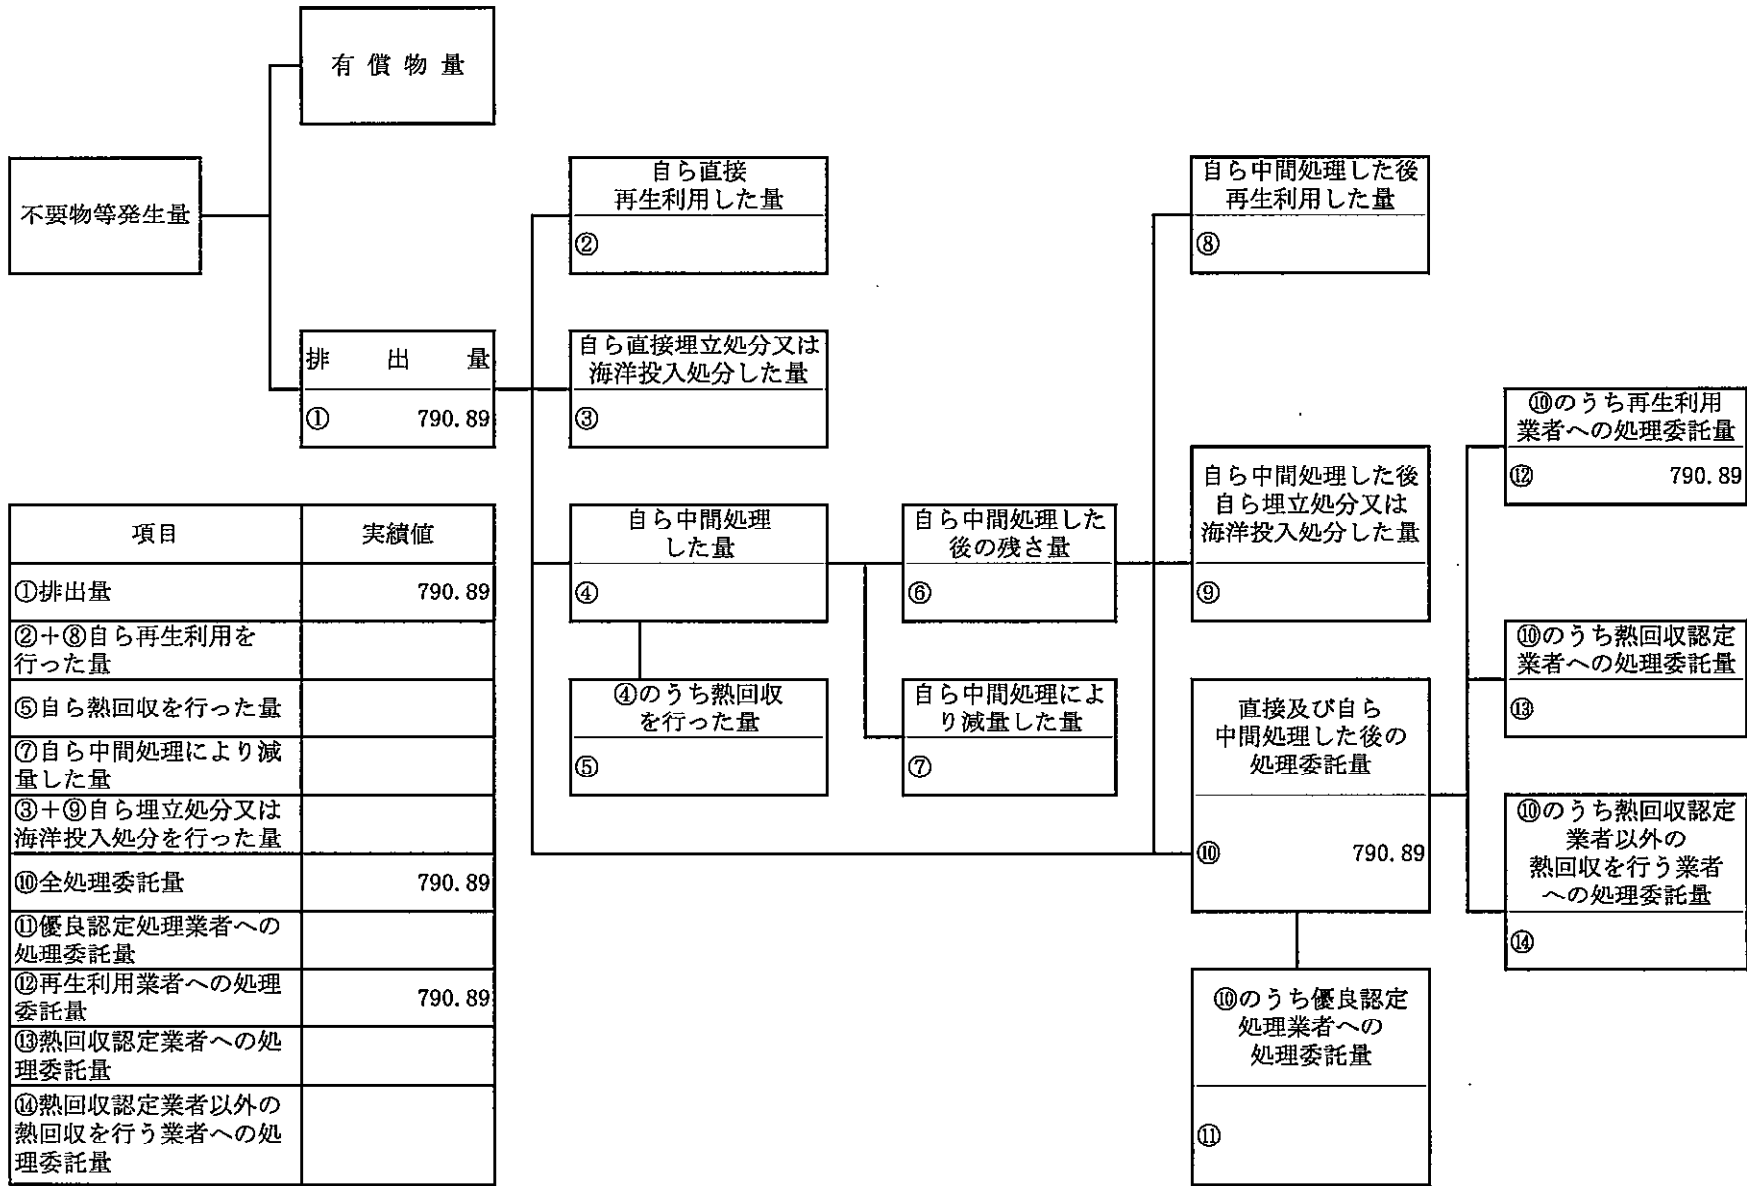 有償物量
不要物等発生量
排出量
① 790.89
自ら直接
再生利用した量
②
自ら直接埋立処分又は
海洋投入処分した量
③
自ら中間処理
した量
④
④のうち熱回収
を行った量
⑤
自ら中間処理した
後の残さ量
⑥
自ら中間処理によ
り減量した量
⑦
自ら中間処理した後
再生利用した量
⑧
自ら中間処理した後
自ら埋立処分又は
海洋投入処分した量
⑨
直接及び自ら
中間処理した後の
処理委託量
⑩ 790.89
⑩のうち優良認定
処理業者への
処理委託量
⑪
⑩のうち再生利用
業者への処理委託量
⑫ 790.89
⑩のうち熱回収認定
業者への処理委託量
⑬
⑩のうち熱回収認定
業者以外の
熱回収を行う業者
への処理委託量
⑭
項目 実績値
①排出量 790.89
②+⑧自ら再生利用を
行った量
⑤自ら熱回収を行った量
⑦自ら中間処理により減
量した量
③+⑨自ら埋立処分又は
海洋投入処分を行った量
⑩全処理委託量 790.89
⑪優良認定処理業者への
処理委託量
⑫再生利用業者への処理
委託量 790.89
⑬熱回収認定業者への処
理委託量
⑭熱回収認定業者以外の
熱回収を行う業者への処
理委託量